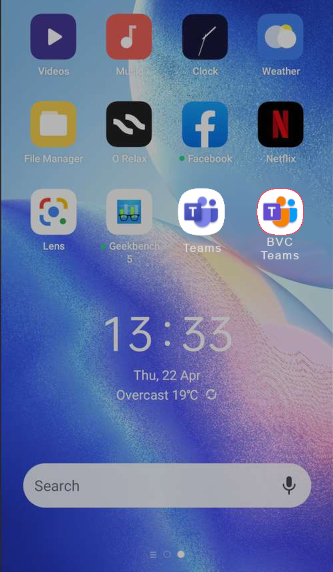 Videos
Music
Clock
Weather
File Manager
O Relax
Facebook
Netflix
Lens
Geekbench
5
Teams
BVC
Teams
13:33
Thu, 22 Apr
Overcast 19°C
Search